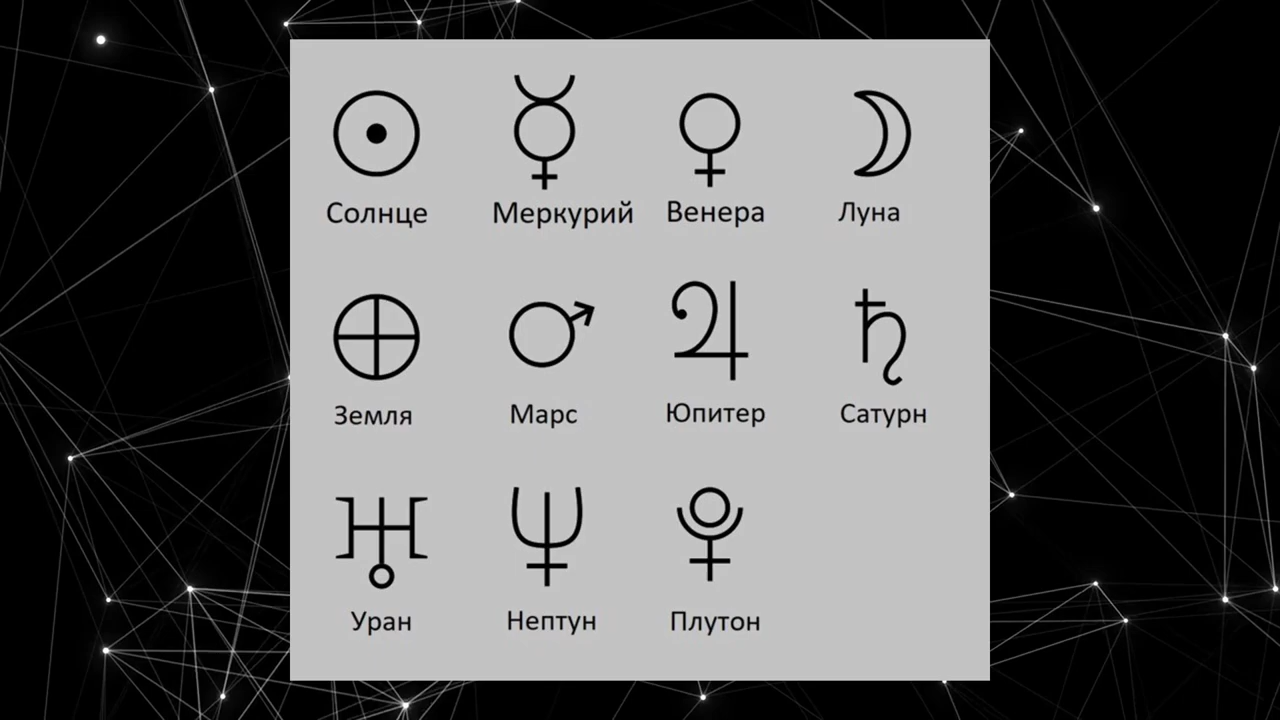 Солнце Меркурий Венера Луна
Земля Марс Юпитер Сатурн
Уран Нептун Плутон